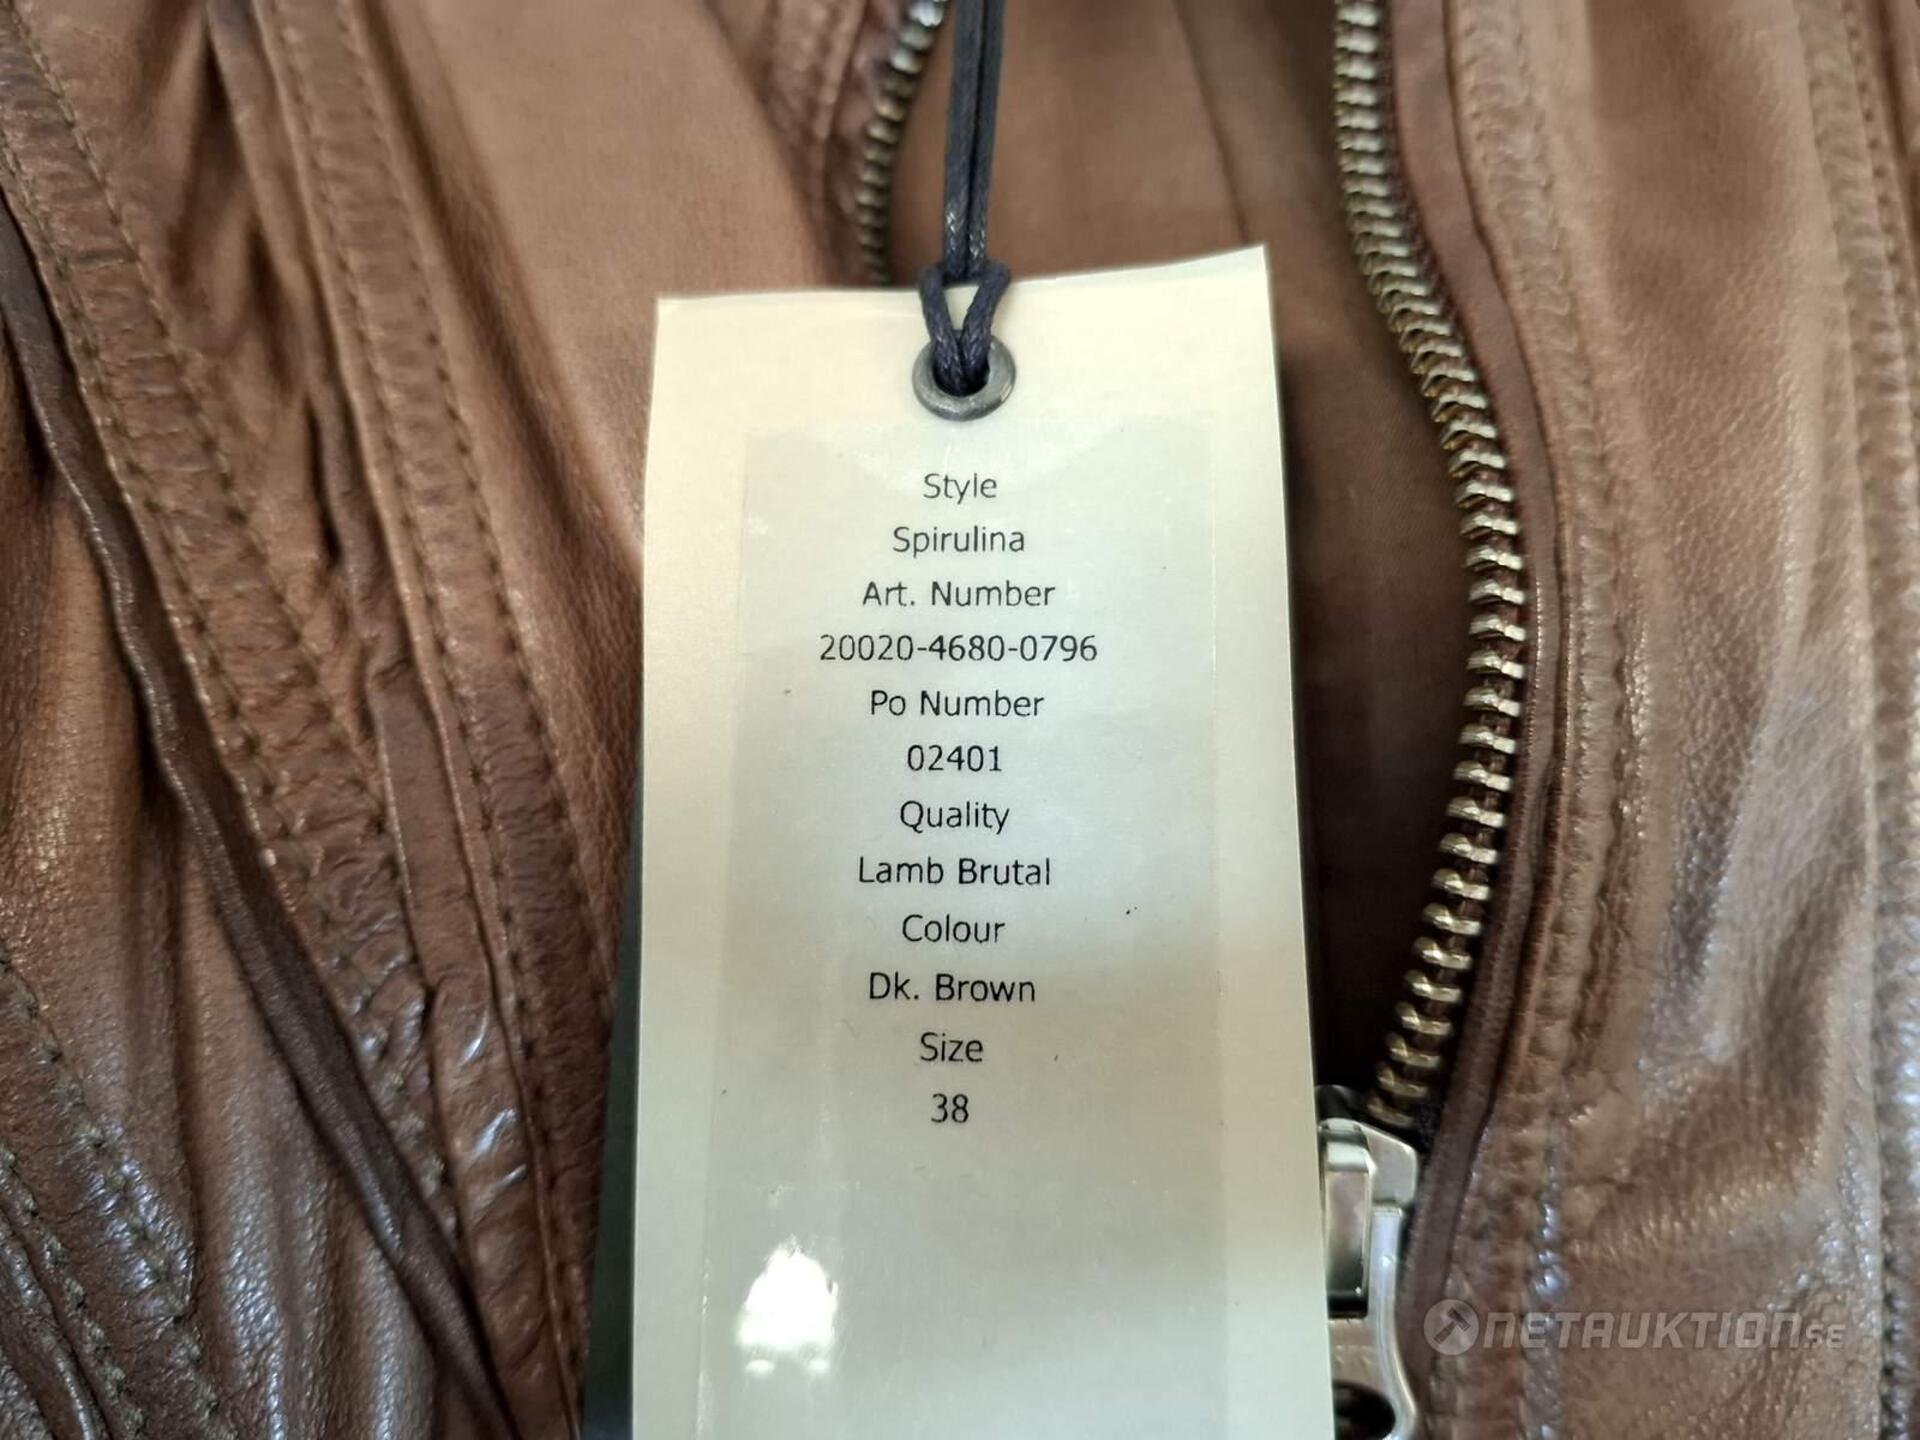 Style
Spirulina
Art. Number
20020-4680-0796
Po Number
02401
Quality
Lamb Brutal
Colour
Dk. Brown
Size
38
NETAUKTION.SE